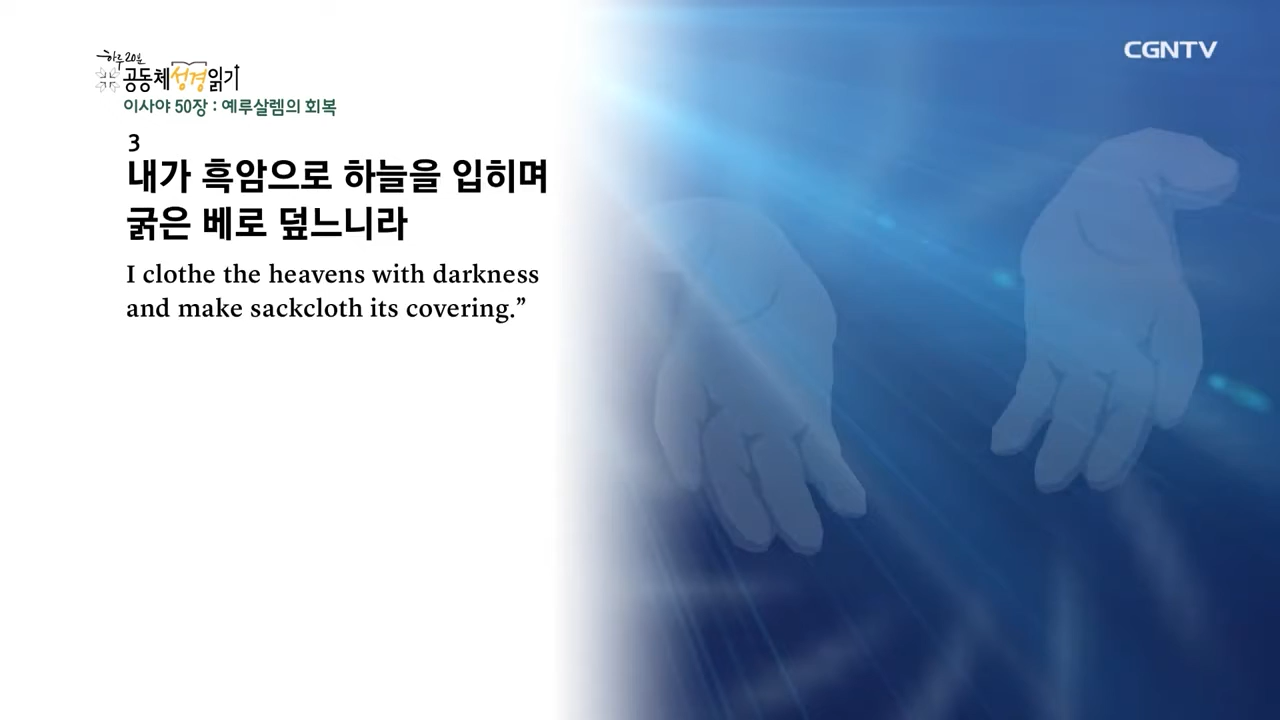 하루 20분
공동체성경읽기
CGNTV
이사야 50장 : 예루살렘의 회복
3
내가 흑암으로 하늘을 입히며
굵은 베로 덮느니라
I clothe the heavens with darkness
and make sackcloth its covering.”